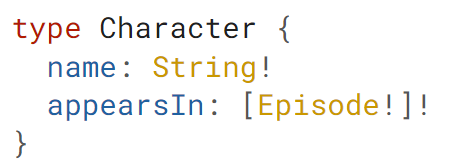 type Character {
  name: String!
  appearsIn: [Episode!]!
}